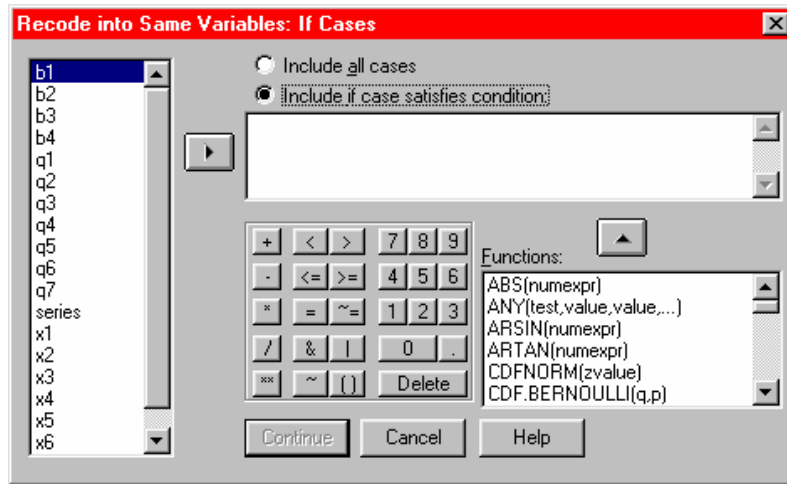 Recode into Same Variables: If Cases
b1
b2
b3
b4
q1
q2
q3
q4
q5
q6
q7
series
x1
x2
x3
x4
x5
x6
Include all cases
Include if case satisfies condition:
+ < > 7 8 9
- <= >= 4 5 6
* = ~= 1 2 3
/ & | 0 .
** ~ () Delete
Functions:
ABS(numexpr)
ANY(test,value,value,...)
ARSIN(numexpr)
ARTAN(numexpr)
CDFNORM(zvalue)
CDF.BERNOULLI(q,p)
Continue Cancel Help